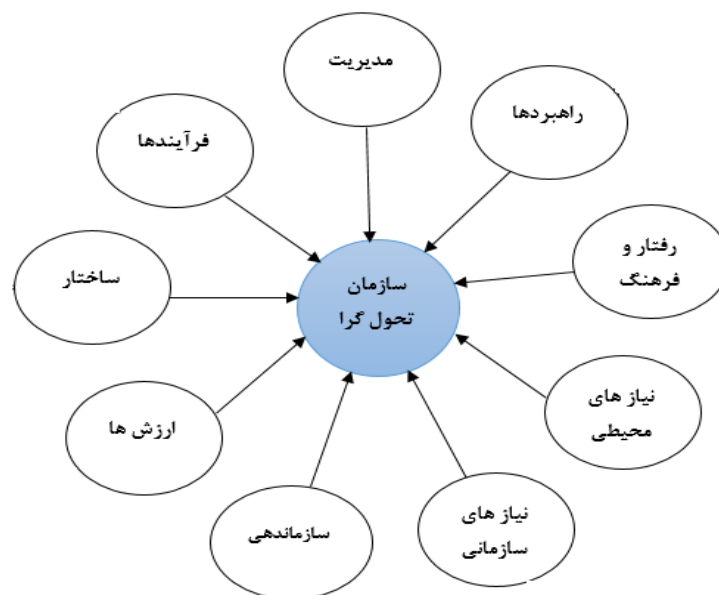 مدیریت
راهبردها
فرآیندها
رفتار و
فرهنگ
سازمان
تحول گرا
ساختار
نیاز های
محیطی
ارزش ها
نیاز های
سازمانی
سازماندهی